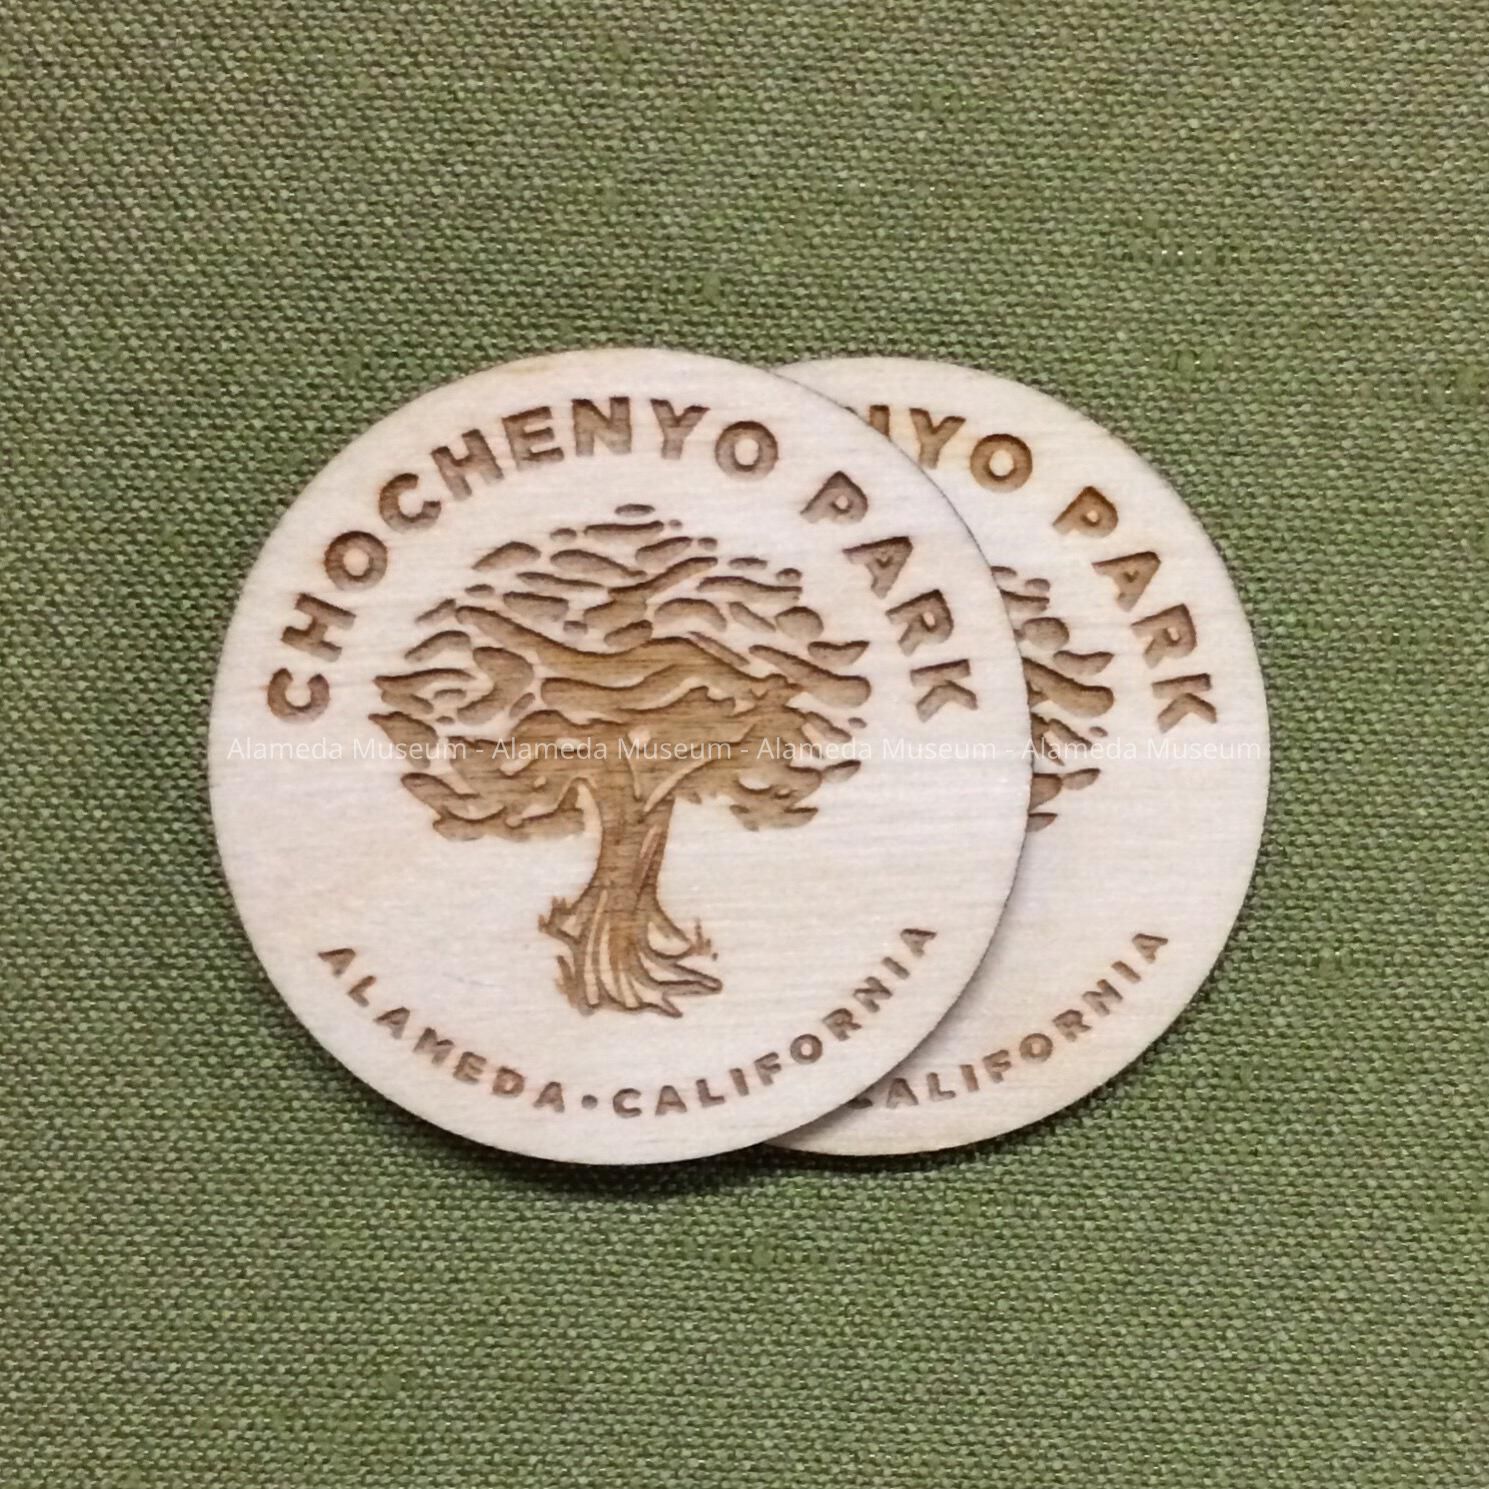 CHOCHENYO PARK
ALAMEDA • CALIFORNIA
NYO PARK
CALIFORNIA
Alameda Museum - Alameda Museum - Alameda Museum - Alameda Museum